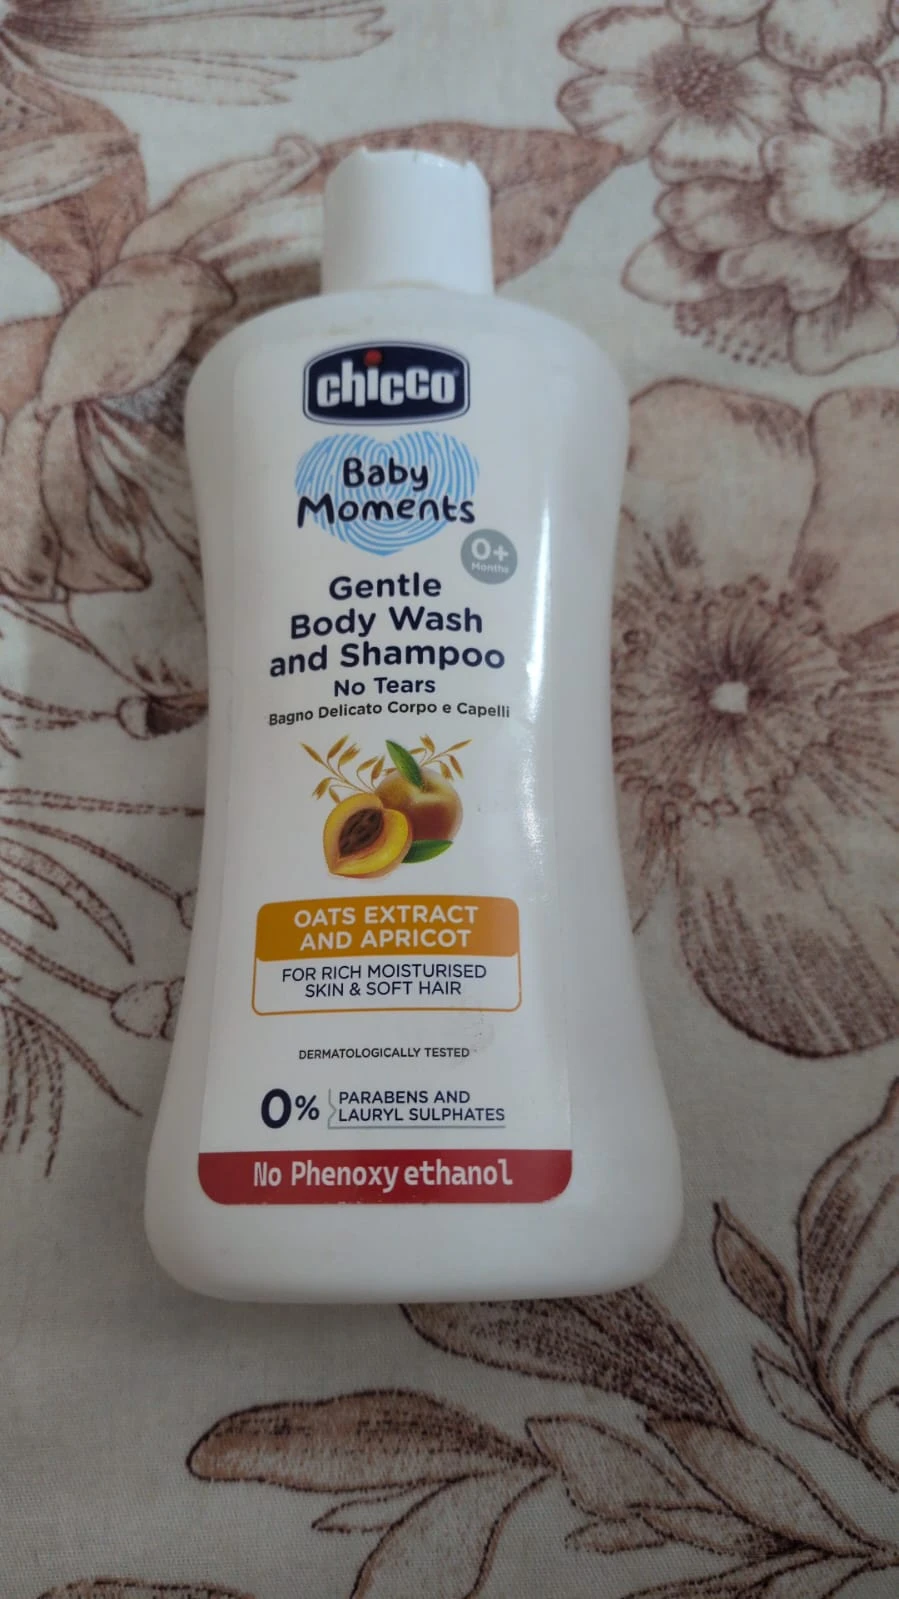 chicco
Baby
Moments
0+
Months
Gentle
Body Wash
and Shampoo
No Tears
Bagno Delicato Corpo e Capelli
OATS EXTRACT
AND APRICOT
FOR RICH MOISTURISED
SKIN & SOFT HAIR
DERMATOLOGICALLY TESTED
0% PARABENS AND
LAURYL SULPHATES
No Phenoxy ethanol